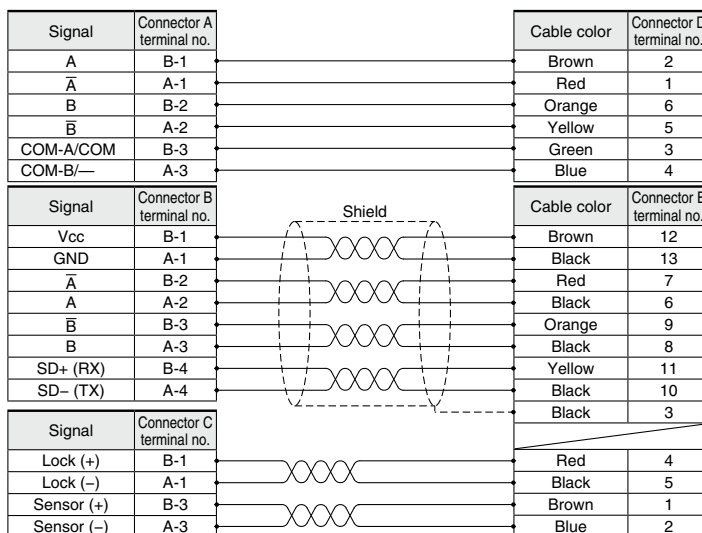 Signal Connector A terminal no. Cable color Connector D terminal no.
A B-1 Brown 2
A̅ A-1 Red 1
B B-2 Orange 6
B̅ A-2 Yellow 5
COM-A/COM B-3 Green 3
COM-B/— A-3 Blue 4
Signal Connector B terminal no. Shield Cable color Connector E terminal no.
Vcc B-1 Brown 12
GND A-1 Black 13
A̅ B-2 Red 7
A A-2 Black 6
B̅ B-3 Orange 9
B A-3 Black 8
SD+ (RX) B-4 Yellow 11
SD− (TX) A-4 Black 10
Black 3
Signal Connector C terminal no.
Lock (+) B-1 Red 4
Lock (−) A-1 Black 5
Sensor (+) B-3 Brown 1
Sensor (−) A-3 Blue 2